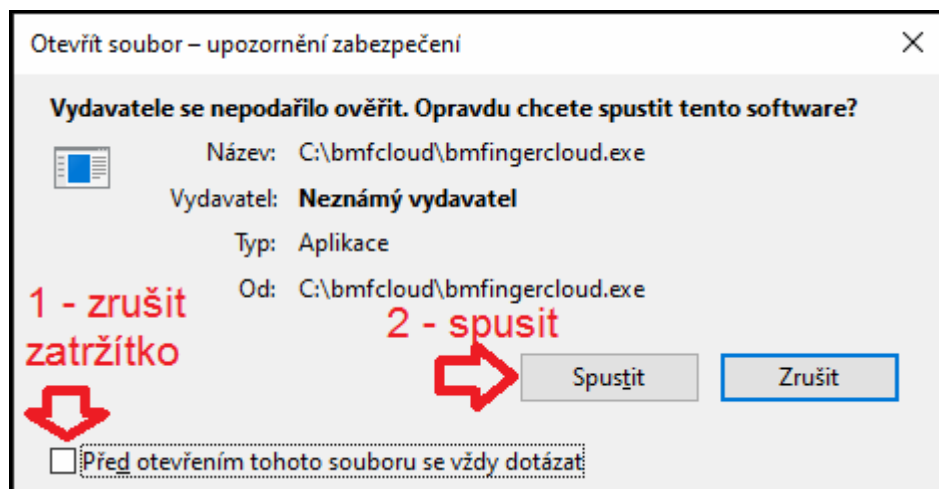 Otevřít soubor – upozornění zabezpečení
Vydavatele se nepodařilo ověřit. Opravdu chcete spustit tento software?
Název: C:\bmfcloud\bmfingercloud.exe
Vydavatel: Neznámý vydavatel
Typ: Aplikace
Od: C:\bmfcloud\bmfingercloud.exe
1 - zrušit
zatržítko
2 - spusit
Spustit Zrušit
Před otevřením tohoto souboru se vždy dotázat